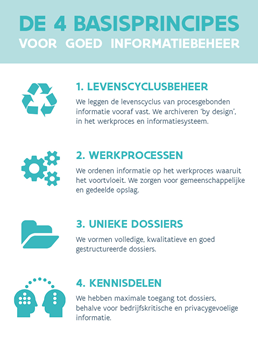 DE 4 BASISPRINCIPES
VOOR GOED INFORMATIEBEHEER
1. LEVENSCYCLUSBEHEER
We leggen de levenscyclus van procesgebonden
informatie vooraf vast. We archiveren 'by design',
in het werkproces en informatiesysteem.
2. WERKPROCESSEN
We ordenen informatie op het werkproces waaruit
het voortvloeit. We zorgen voor gemeenschappelijke
en gedeelde opslag.
3. UNIEKE DOSSIERS
We vormen volledige, kwalitatieve en goed
gestructureerde dossiers.
4. KENNISDELEN
We hebben maximale toegang tot dossiers,
behalve voor bedrijfskritische en privacygevoelige
informatie.